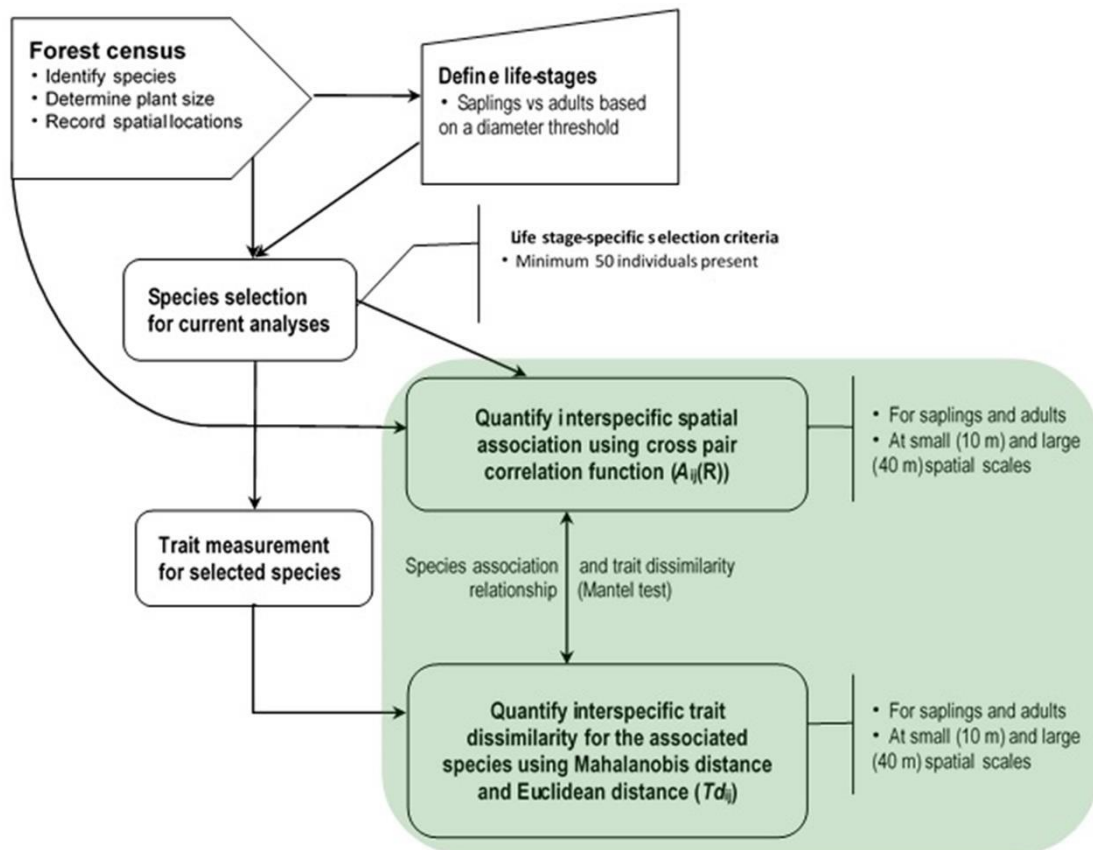 Forest census
• Identify species
• Determine plant size
• Record spatial locations
Define life-stages
• Saplings vs adults based
on a diameter threshold
Life stage-specific selection criteria
• Minimum 50 individuals present
Species selection
for current analyses
Quantify interspecific spatial
association using cross pair
correlation function (Aij(R))
• For saplings and adults
• At small (10 m) and large
(40 m) spatial scales
Trait measurement
for selected species
Species association
relationship
and trait dissimilarity
(Mantel test)
Quantify interspecific trait
dissimilarity for the associated
species using Mahalanobis distance
and Euclidean distance (Tdij)
• For saplings and adults
• At small (10 m) and large
(40 m) spatial scales